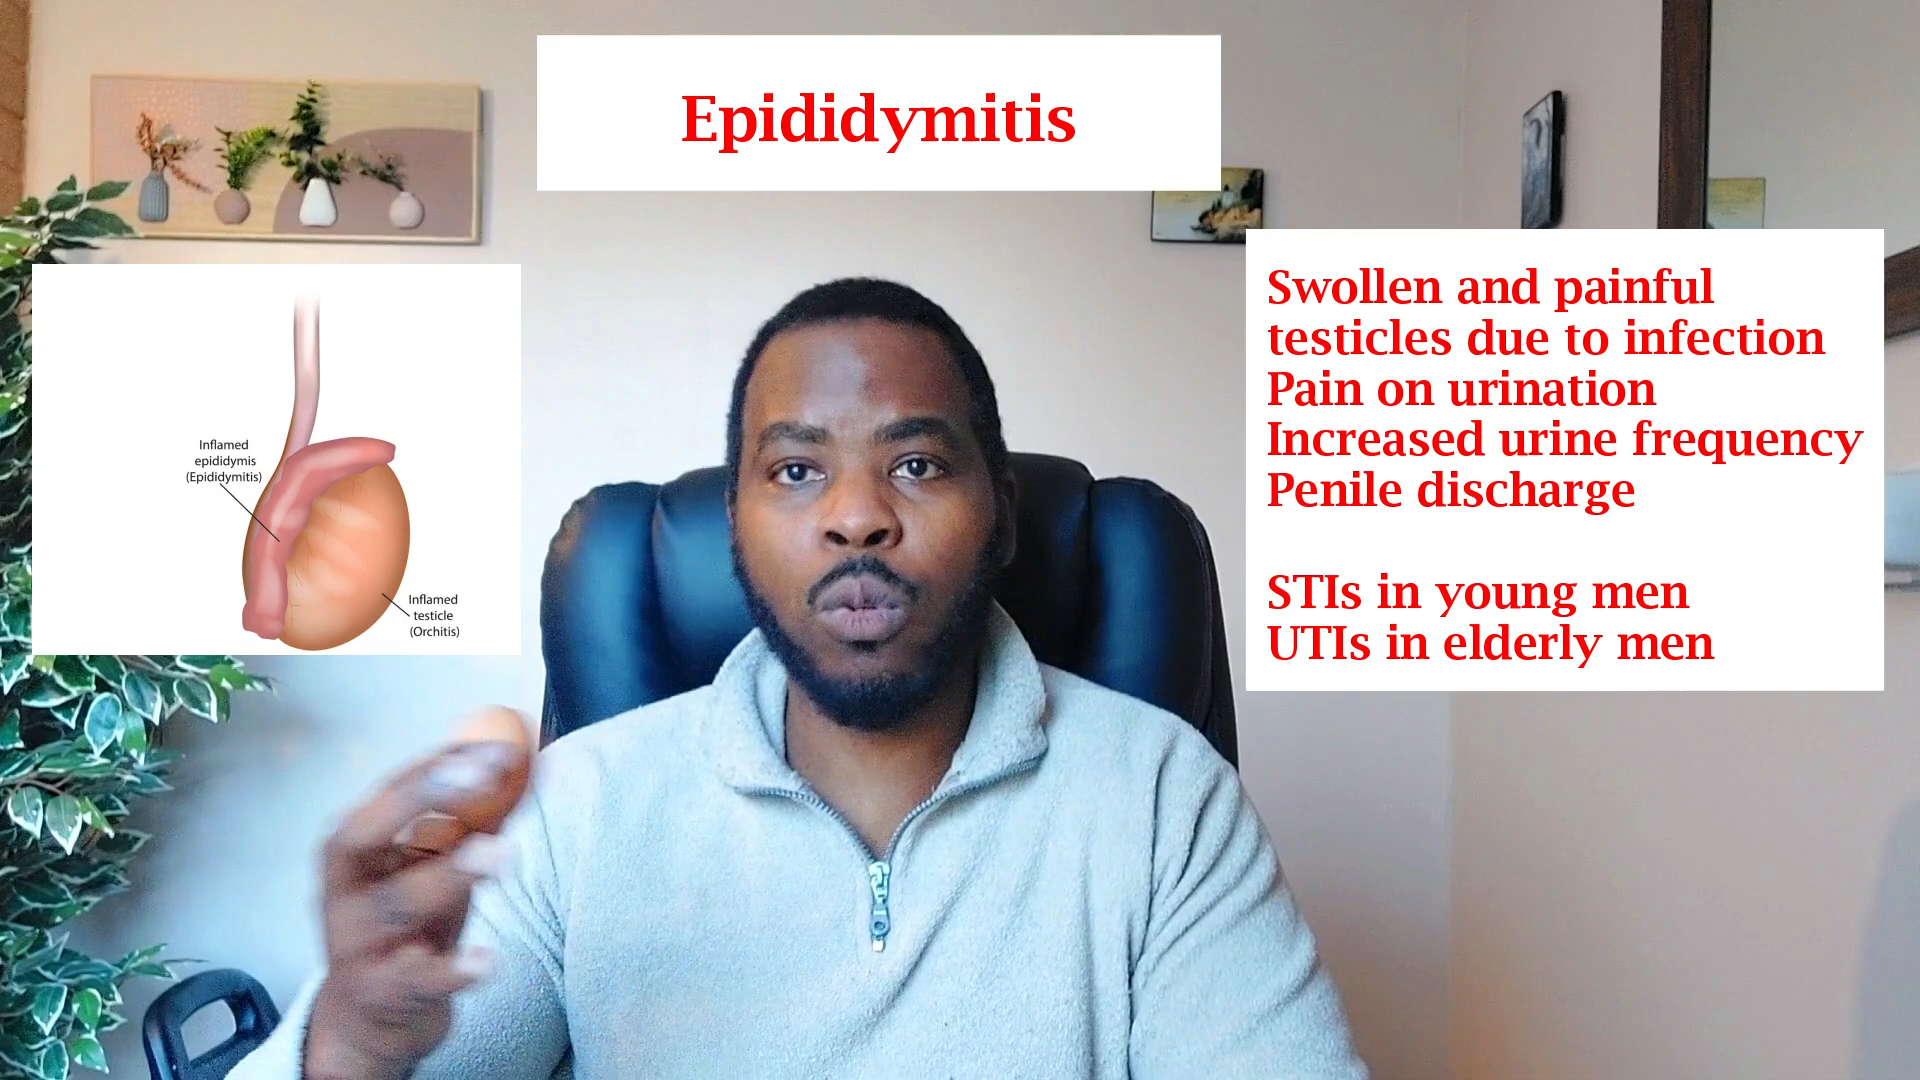 Epididymitis
Inflamed
epididymis
(Epididymitis)
Inflamed
testicle
(Orchitis)
Swollen and painful
testicles due to infection
Pain on urination
Increased urine frequency
Penile discharge
STIs in young men
UTIs in elderly men